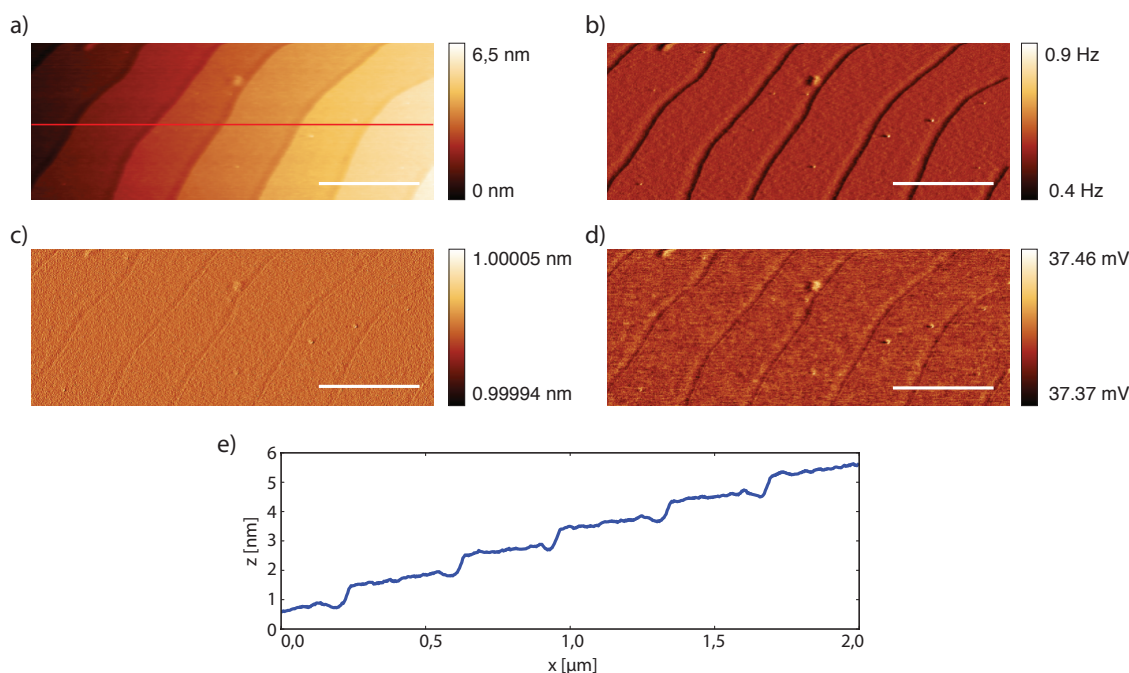 a)
6,5 nm
0 nm
b)
0.9 Hz
0.4 Hz
c)
1.00005 nm
0.99994 nm
d)
37.46 mV
37.37 mV
e)
6
5
4
3
2
1
0
z [nm]
0,0 0,5 1,0 1,5 2,0
x [µm]